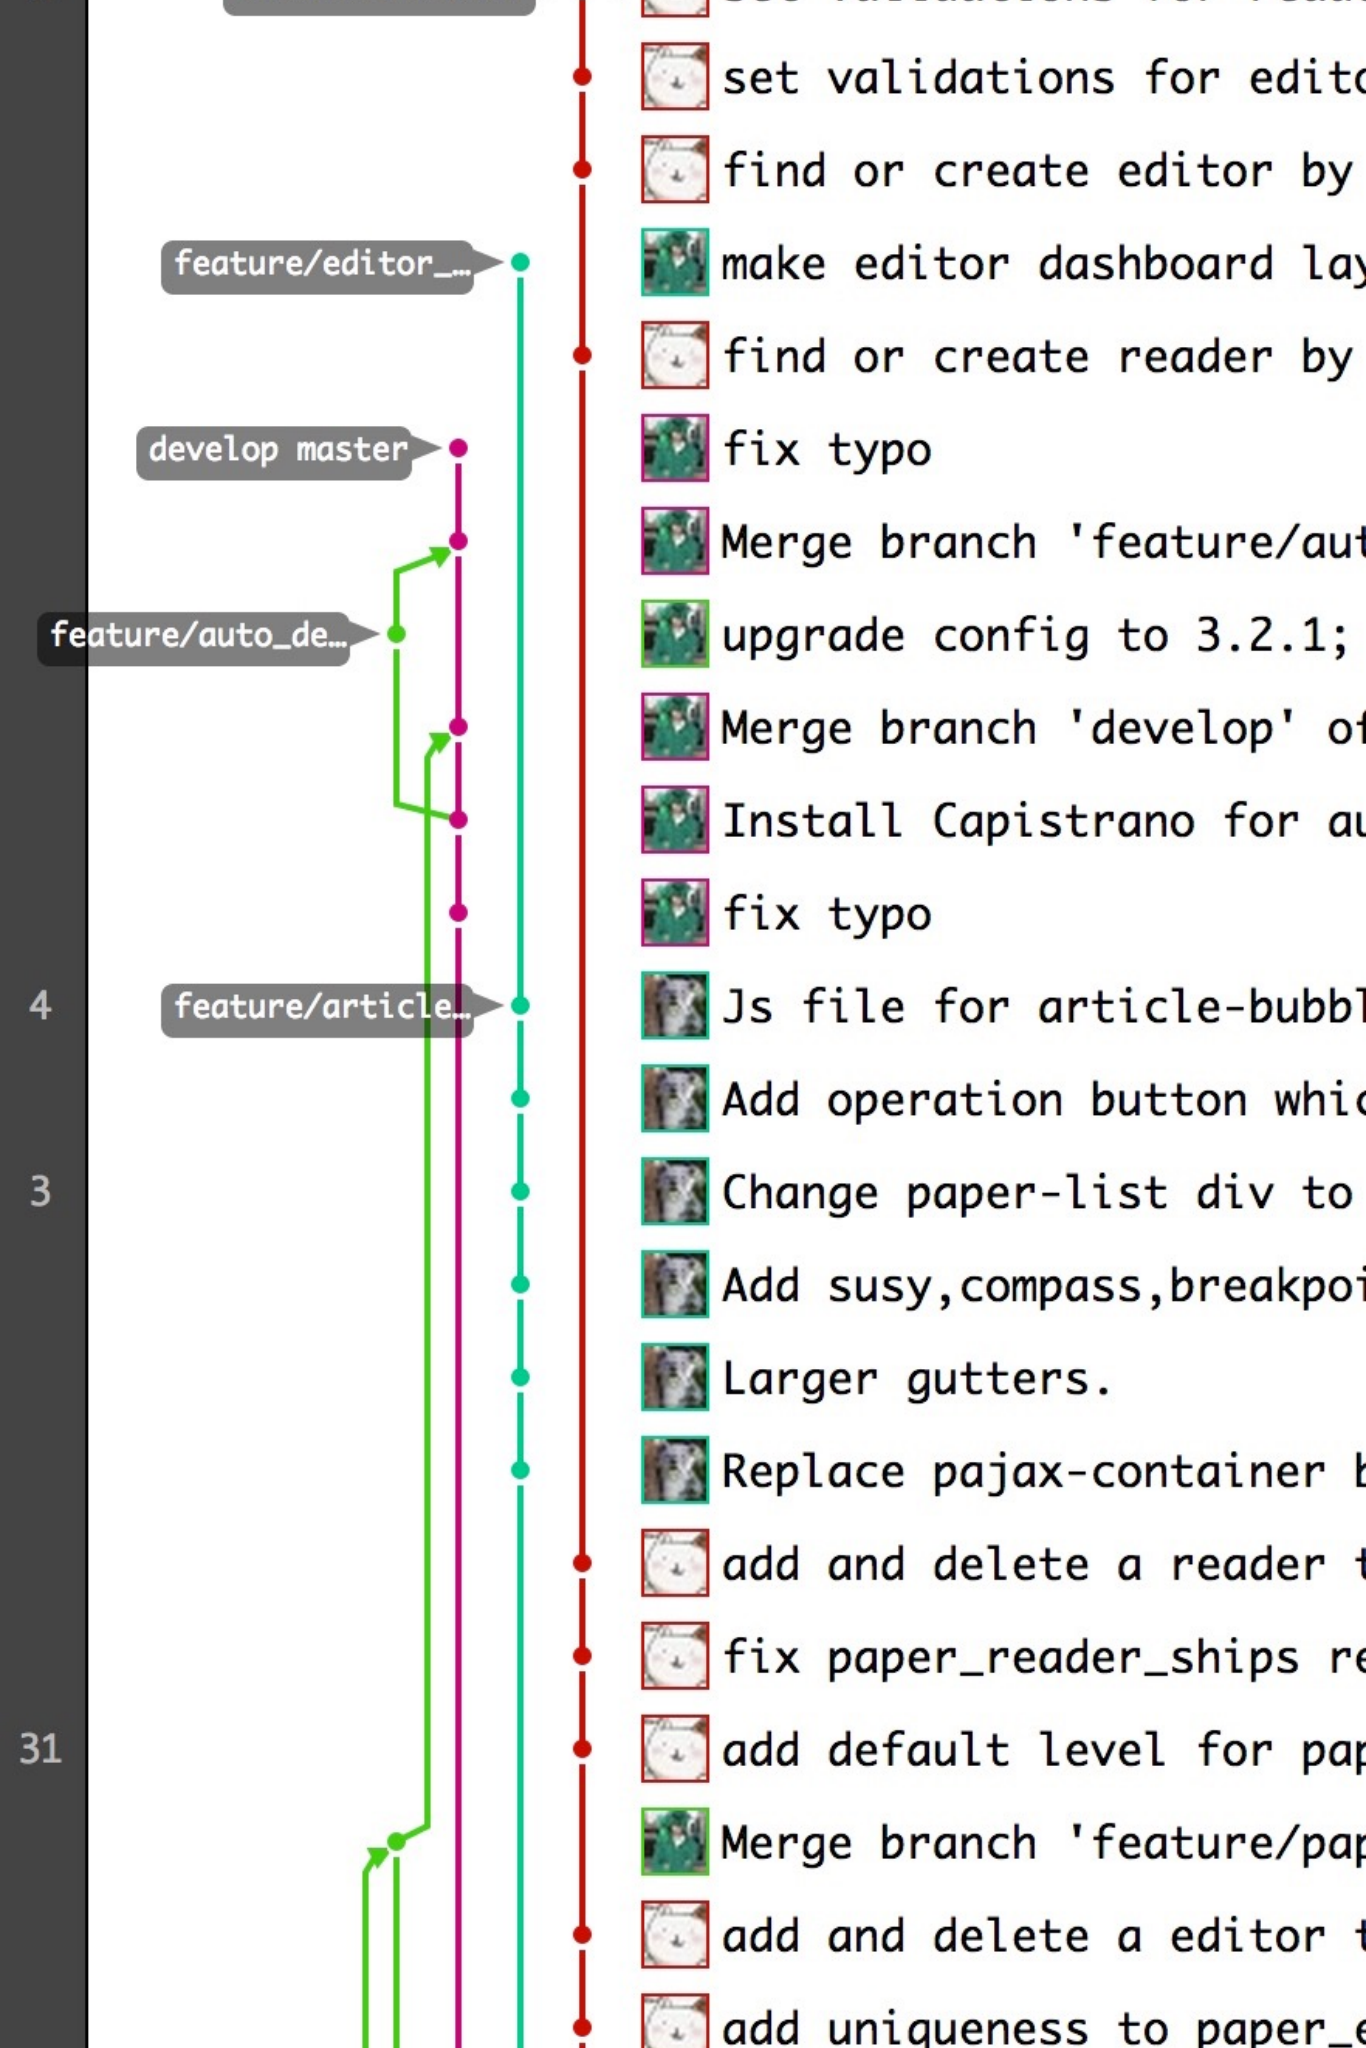 set validations for edito
find or create editor by
feature/editor_…
make editor dashboard lay
find or create reader by
develop master
fix typo
Merge branch 'feature/aut
feature/auto_de…
upgrade config to 3.2.1;
Merge branch 'develop' of
Install Capistrano for au
fix typo
4
feature/article…
Js file for article-bubbl
Add operation button whic
3
Change paper-list div to
Add susy,compass,breakpoi
Larger gutters.
Replace pajax-container b
add and delete a reader t
fix paper_reader_ships re
31
add default level for pap
Merge branch 'feature/pap
add and delete a editor t
add uniqueness to paper_e